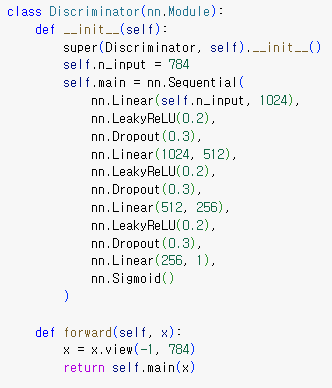 class Discriminator(nn.Module):
    def __init__(self):
        super(Discriminator, self).__init__()
        self.n_input = 784
        self.main = nn.Sequential(
            nn.Linear(self.n_input, 1024),
            nn.LeakyReLU(0.2),
            nn.Dropout(0.3),
            nn.Linear(1024, 512),
            nn.LeakyReLU(0.2),
            nn.Dropout(0.3),
            nn.Linear(512, 256),
            nn.LeakyReLU(0.2),
            nn.Dropout(0.3),
            nn.Linear(256, 1),
            nn.Sigmoid()
        )

    def forward(self, x):
        x = x.view(-1, 784)
        return self.main(x)